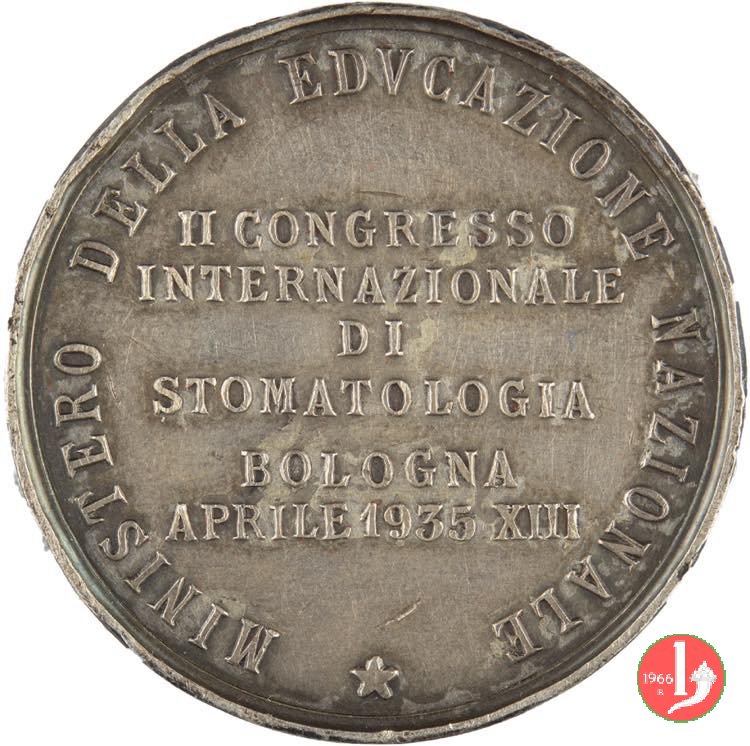 MINISTERO DELLA EDVCAZIONE NAZIONALE
II CONGRESSO
INTERNAZIONALE
DI
STOMATOLOGIA
BOLOGNA
APRILE 1935 XIII
1966